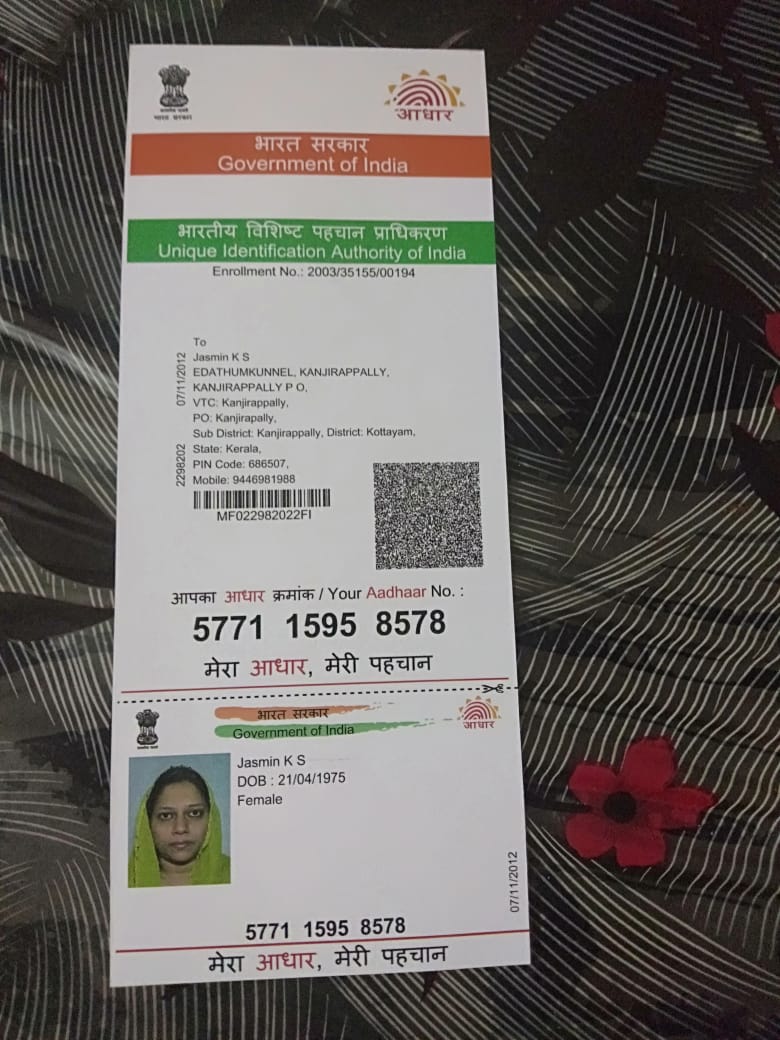 भारत सरकार
आधार
भारत सरकार
Government of India
भारतीय विशिष्ट पहचान प्राधिकरण
Unique Identification Authority of India
Enrollment No.: 2003/35155/00194
07/11/2012
2298202
To
Jasmin K S
EDATHUMKUNNEL, KANJIRAPPALLY,
KANJIRAPPALLY P O,
VTC: Kanjirappally,
PO: Kanjirapally,
Sub District: Kanjirappally, District: Kottayam,
State: Kerala,
PIN Code: 686507,
Mobile: 9446981988
MF022982022FI
आपका आधार क्रमांक / Your Aadhaar No. :
5771 1595 8578
मेरा आधार, मेरी पहचान
भारत सरकार
Government of India
आधार
Jasmin K S
DOB : 21/04/1975
Female
07/11/2012
5771 1595 8578
मेरा आधार, मेरी पहचान